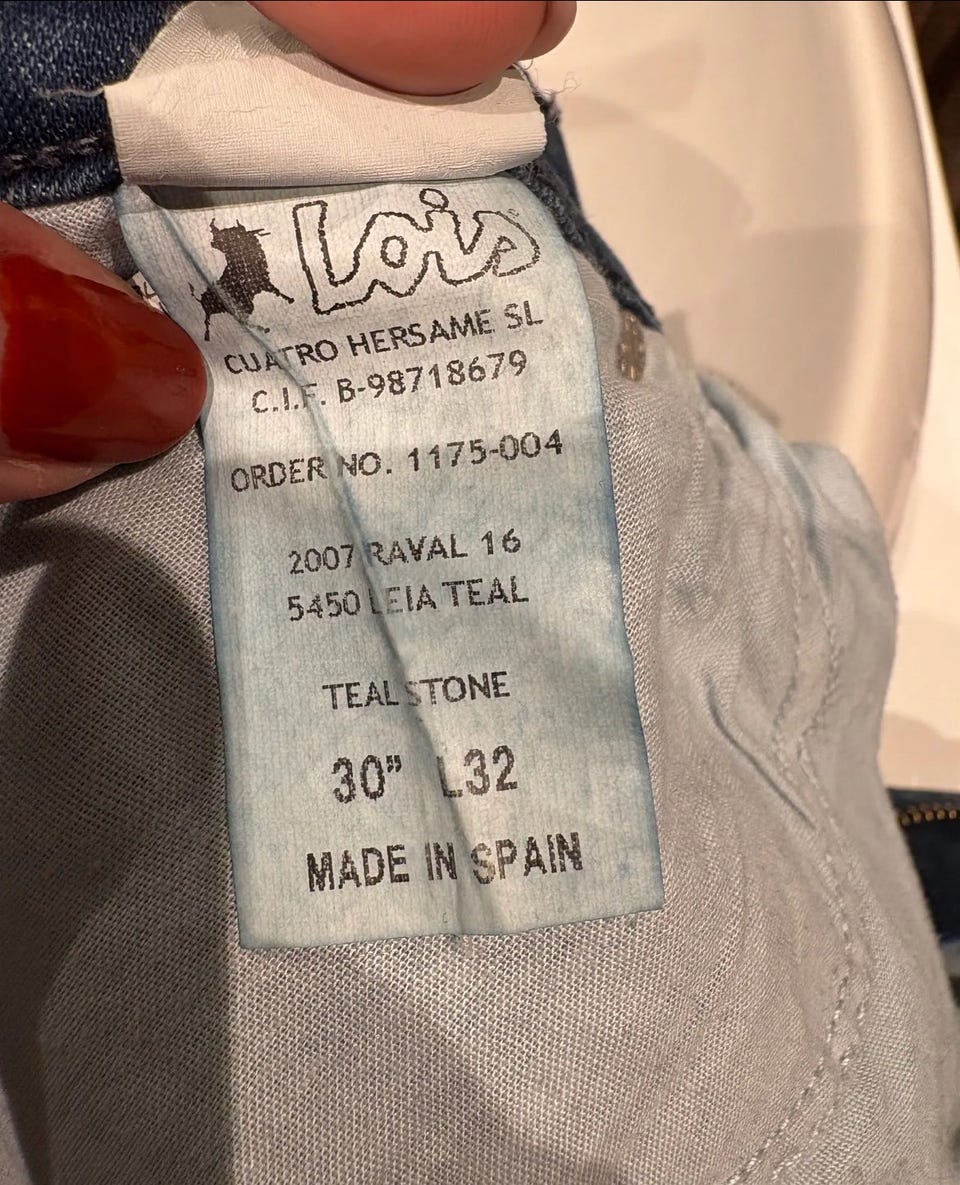 Lois
CUATRO HERSAME SL
C.I.F. B-98718679
ORDER NO. 1175-004
2007 RAVAL 16
5450 LEIA TEAL
TEAL STONE
30” L32
MADE IN SPAIN